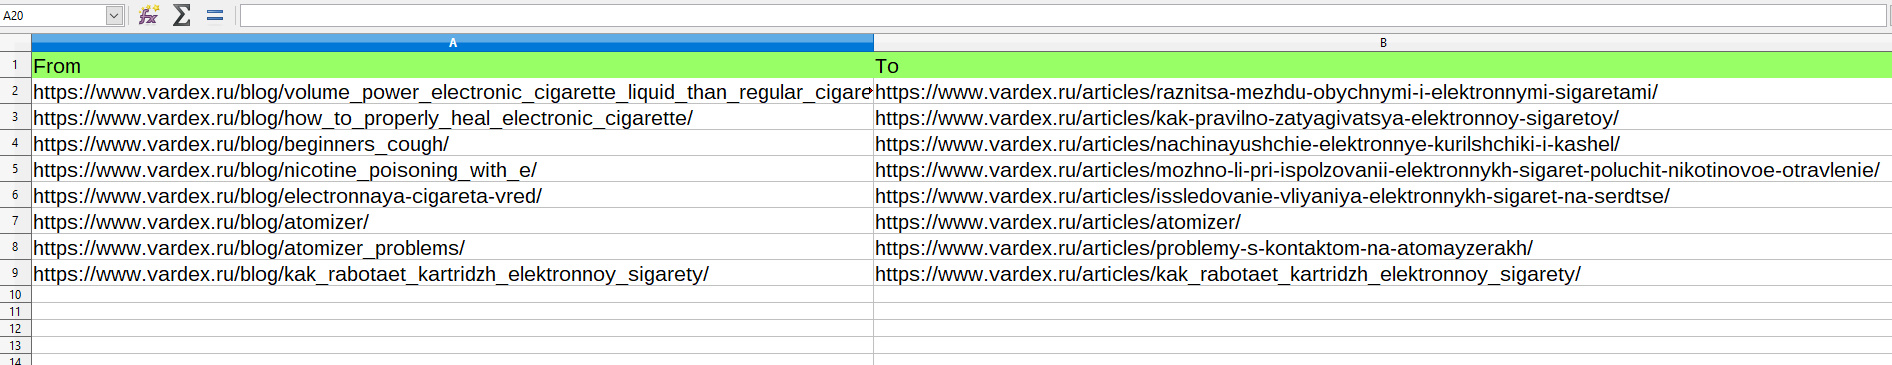 A20
A B
1 From To
2 https://www.vardex.ru/blog/volume_power_electronic_cigarette_liquid_than_regular_cigare https://www.vardex.ru/articles/raznitsa-mezhdu-obychnymi-i-elektronnymi-sigaretami/
3 https://www.vardex.ru/blog/how_to_properly_heal_electronic_cigarette/ https://www.vardex.ru/articles/kak-pravilno-zatyagivatsya-elektronnoy-sigaretoy/
4 https://www.vardex.ru/blog/beginners_cough/ https://www.vardex.ru/articles/nachinayushchie-elektronnye-kurilshchiki-i-kashel/
5 https://www.vardex.ru/blog/nicotine_poisoning_with_e/ https://www.vardex.ru/articles/mozhno-li-pri-ispolzovanii-elektronnykh-sigaret-poluchit-nikotinovoe-otravlenie/
6 https://www.vardex.ru/blog/electronnaya-cigareta-vred/ https://www.vardex.ru/articles/issledovanie-vliyaniya-elektronnykh-sigaret-na-serdtse/
7 https://www.vardex.ru/blog/atomizer/ https://www.vardex.ru/articles/atomizer/
8 https://www.vardex.ru/blog/atomizer_problems/ https://www.vardex.ru/articles/problemy-s-kontaktom-na-atomayzerakh/
9 https://www.vardex.ru/blog/kak_rabotaet_kartridzh_elektronnoy_sigarety/ https://www.vardex.ru/articles/kak_rabotaet_kartridzh_elektronnoy_sigarety/
10
11
12
13
14